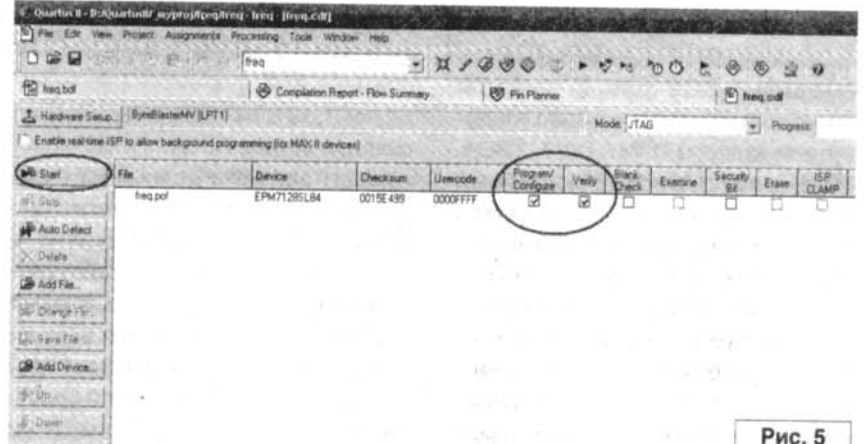 Quartus II - D:/QuartusII/_myproj/freq/freq - freq - [freq.cdf]
File Edit View Project Assignments Processing Tools Window Help
freq
freq.bdf Compilation Report - Flow Summary Pin Planner freq.cdf
Hardware Setup... ByteBlasterMV [LPT1] Mode: JTAG Progress:
Enable real-time ISP to allow background programming (for MAX II devices)
Start File Device Checksum Usercode Program/Configure Verify Blank-Check Examine Security Bit Erase ISP CLAMP
Stop freq.pof EPM7128SL84 0015E499 0000FFFF
Auto Detect
Delete
Add File...
Change File...
Save File
Add Device...
Up
Down
Рис. 5